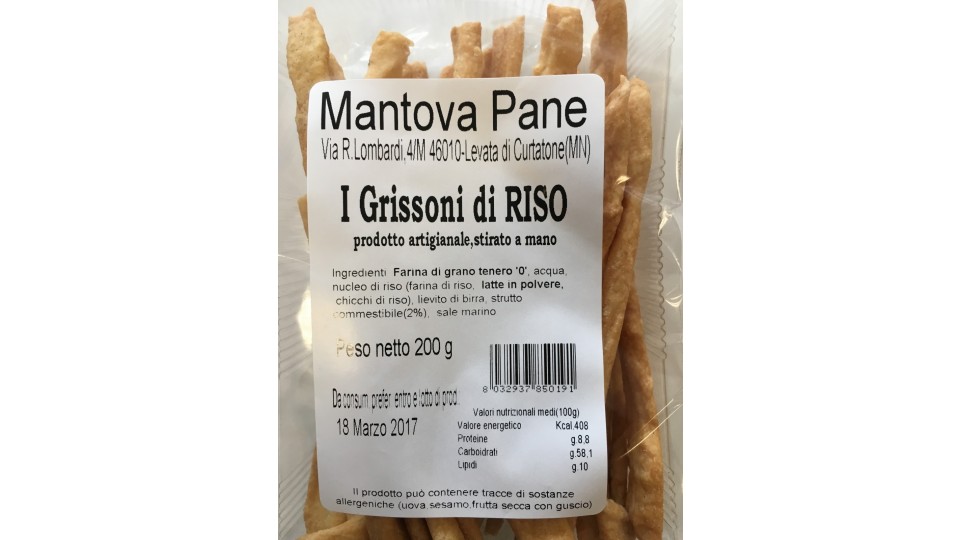 Mantova Pane
Via R.Lombardi,4/M 46010-Levata di Curtatone(MN)
I Grissoni di RISO
prodotto artigianale,stirato a mano
Ingredienti Farina di grano tenero '0', acqua,
nucleo di riso (farina di riso, latte in polvere,
chicchi di riso), lievito di birra, strutto
commestibile(2%), sale marino
Peso netto 200 g
8 032937 850191
Da consum. prefer. entro e lotto di prod.
18 Marzo 2017
Valori nutrizionali medi(100g)
Valore energetico Kcal.408
Proteine g.8,8
Carboidrati g.58,1
Lipidi g.10
Il prodotto può contenere tracce di sostanze
allergeniche (uova,sesamo,frutta secca con guscio)